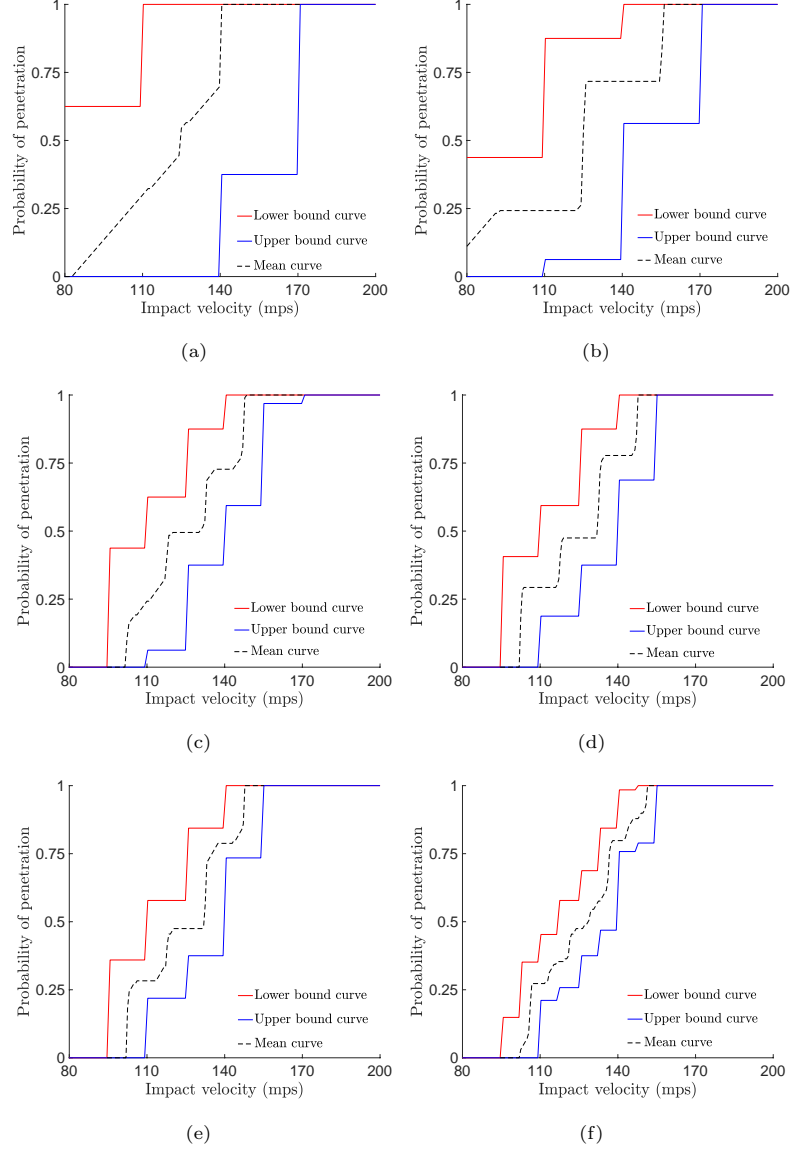 1
0.75
0.5
0.25
0
80
110
140
170
200
Probability of penetration
Impact velocity (mps)
Lower bound curve
Upper bound curve
Mean curve
(a)
1
0.75
0.5
0.25
0
80
110
140
170
200
Probability of penetration
Impact velocity (mps)
Lower bound curve
Upper bound curve
Mean curve
(b)
1
0.75
0.5
0.25
0
80
110
140
170
200
Probability of penetration
Impact velocity (mps)
Lower bound curve
Upper bound curve
Mean curve
(c)
1
0.75
0.5
0.25
0
80
110
140
170
200
Probability of penetration
Impact velocity (mps)
Lower bound curve
Upper bound curve
Mean curve
(d)
1
0.75
0.5
0.25
0
80
110
140
170
200
Probability of penetration
Impact velocity (mps)
Lower bound curve
Upper bound curve
Mean curve
(e)
1
0.75
0.5
0.25
0
80
110
140
170
200
Probability of penetration
Impact velocity (mps)
Lower bound curve
Upper bound curve
Mean curve
(f)